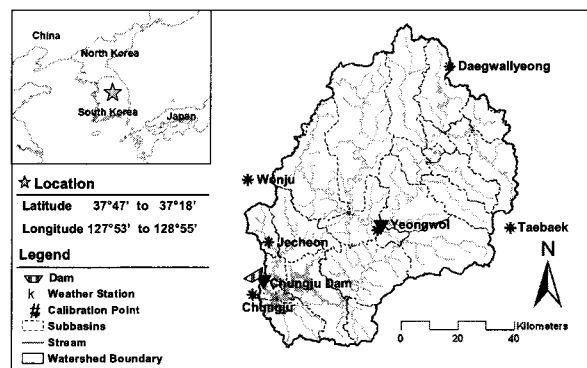 China
North Korea
South Korea
Japan
Location
Latitude 37°47' to 37°18'
Longitude 127°53' to 128°55'
Legend
Dam
k Weather Station
# Calibration Point
Subbasins
Stream
Watershed Boundary
Daegwallyeong
Wonju
Yeongwol
Taebaek
Jecheon
Chungju Dam
Chungju
N
0 20 40
Kilometers